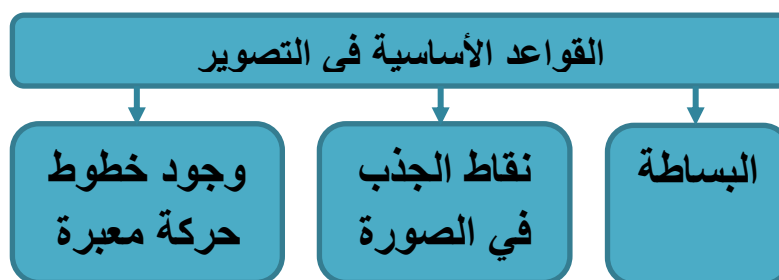 القواعد الأساسية فى التصوير
البساطة
نقاط الجذب
في الصورة
وجود خطوط
حركة معبرة